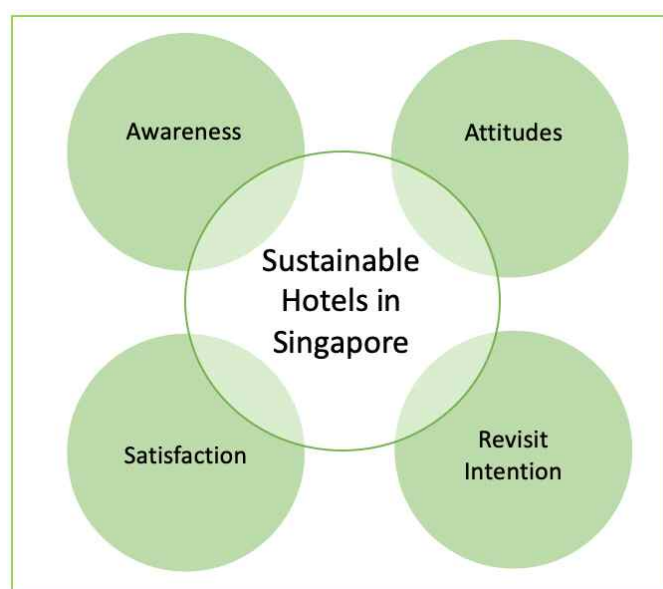 Awareness
Attitudes
Sustainable
Hotels in
Singapore
Satisfaction
Revisit
Intention